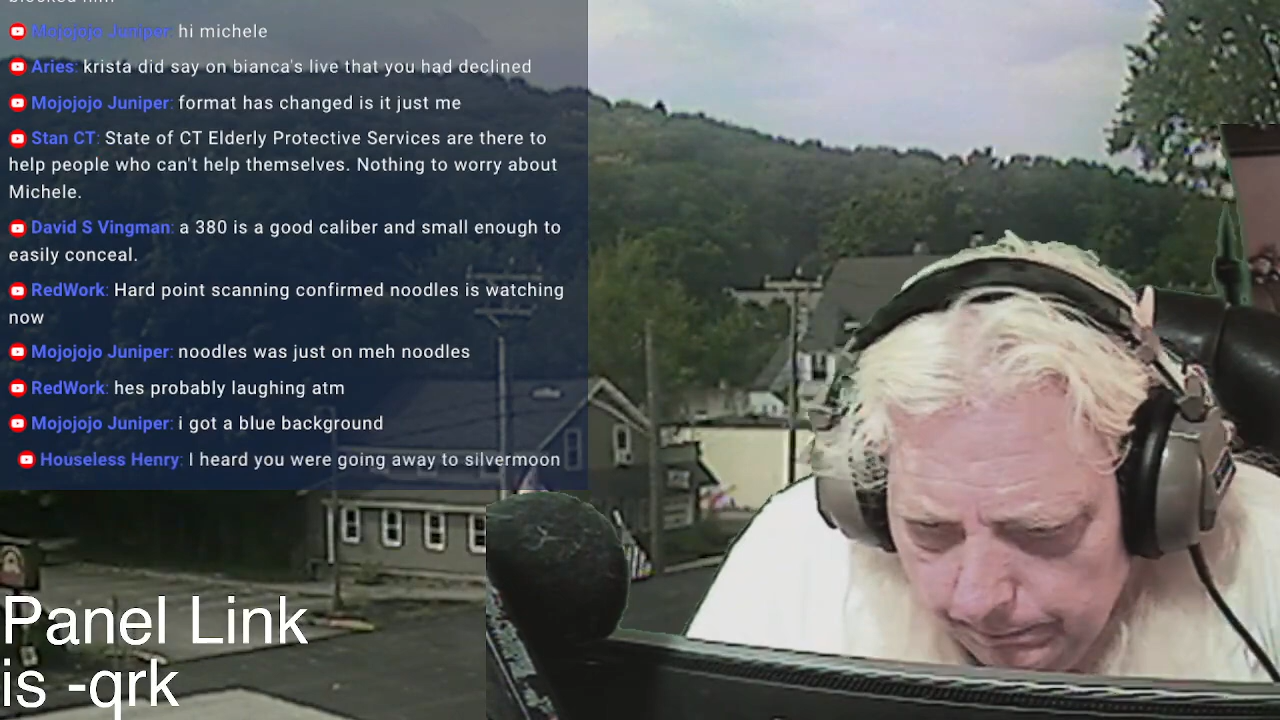 Mojojojo Juniper: hi michele
Aries: krista did say on bianca's live that you had declined
Mojojojo Juniper: format has changed is it just me
Stan CT: State of CT Elderly Protective Services are there to
help people who can't help themselves. Nothing to worry about
Michele.
David S Vingman: a 380 is a good caliber and small enough to
easily conceal.
RedWork: Hard point scanning confirmed noodles is watching
now
Mojojojo Juniper: noodles was just on meh noodles
RedWork: hes probably laughing atm
Mojojojo Juniper: i got a blue background
Houseless Henry: I heard you were going away to silvermoon
Panel Link
is -qrk